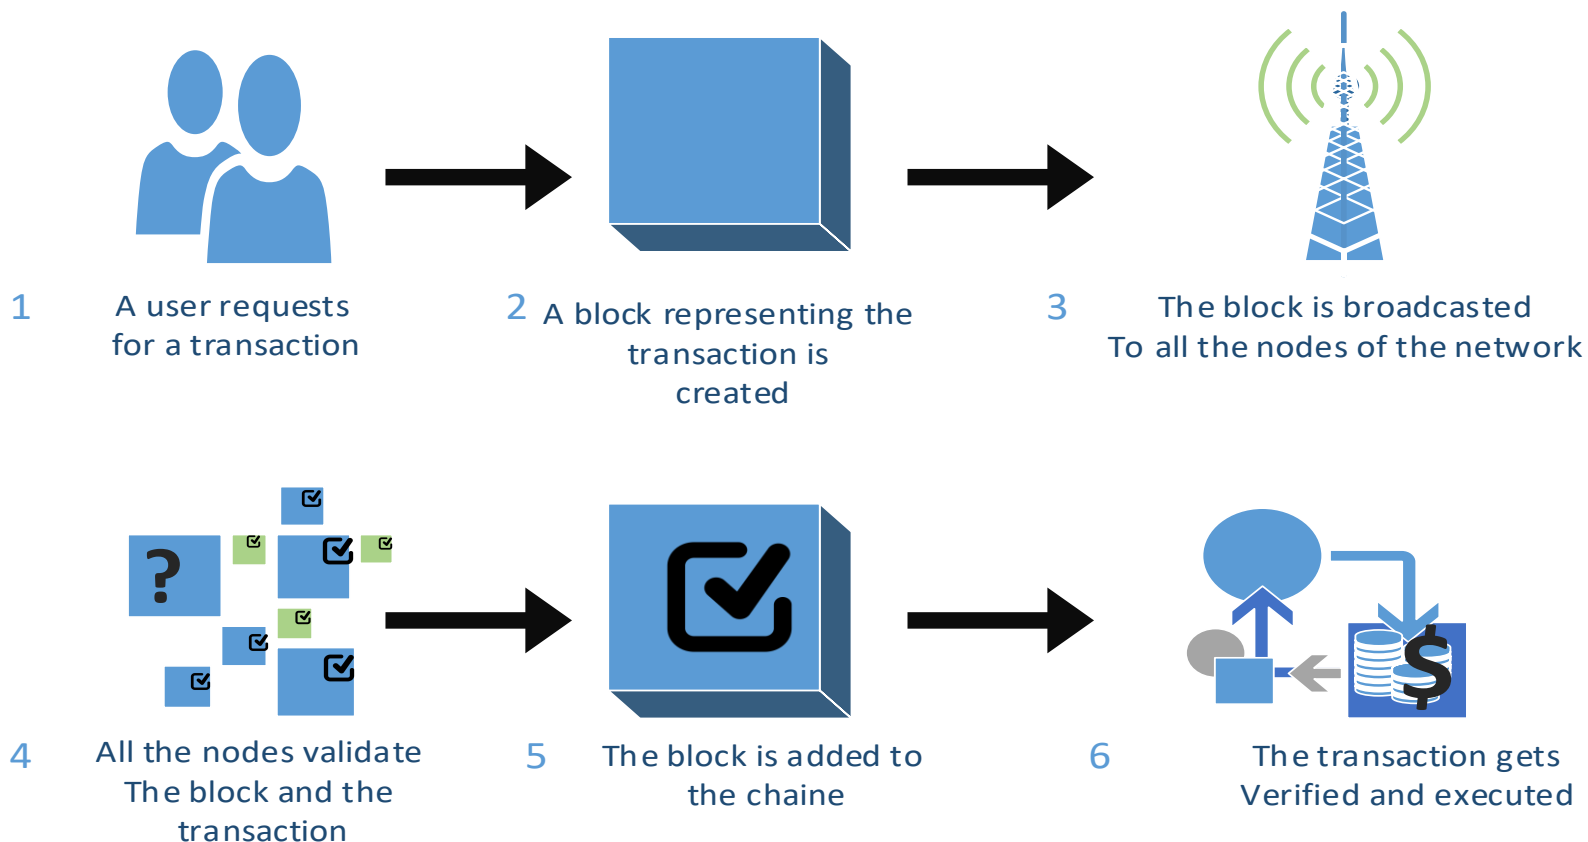 1
A user requests
for a transaction
2
A block representing the
transaction is
created
3
The block is broadcasted
To all the nodes of the network
?
$
4
All the nodes validate
The block and the
transaction
5
The block is added to
the chaine
6
The transaction gets
Verified and executed